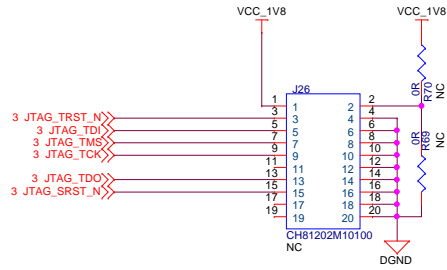 VCC_1V8
VCC_1V8
J26
0R
R70
NC
1 1 2 2
3 JTAG_TRST_N 3 3 4 4
3 JTAG_TDI 5 5 6 6
3 JTAG_TMS 7 7 8 8
3 JTAG_TCK 9 9 10 10
11 11 12 12
3 JTAG_TDO 13 13 14 14
3 JTAG_SRST_N 15 15 16 16
17 17 18 18
19 19 20 20
0R
R69
NC
CH81202M10100
NC
DGND